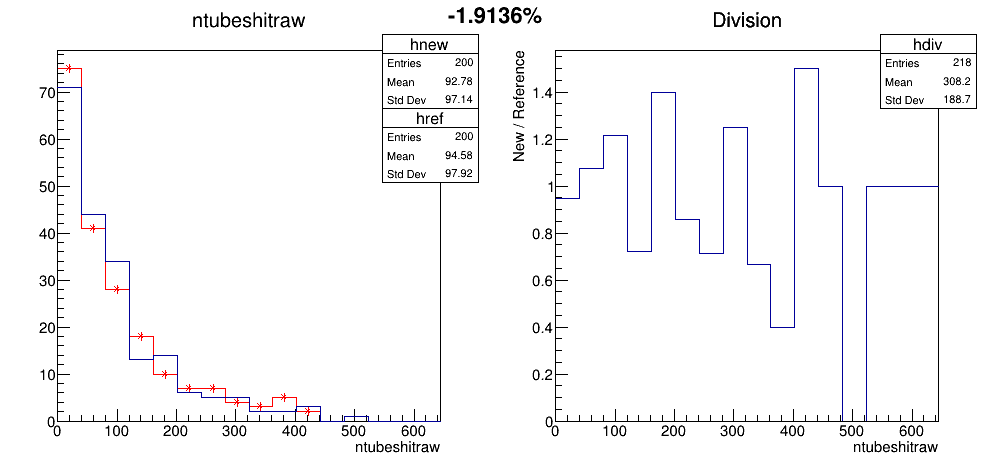 -1.9136%
ntubeshitraw
hnew
Entries 200
Mean 92.78
Std Dev 97.14
href
Entries 200
Mean 94.58
Std Dev 97.92
70
60
50
40
30
20
10
0
0 100 200 300 400 500 600
ntubeshitraw
Division
hdiv
Entries 218
Mean 308.2
Std Dev 188.7
New / Reference
1.4
1.2
1
0.8
0.6
0.4
0.2
0
0 100 200 300 400 500 600
ntubeshitraw